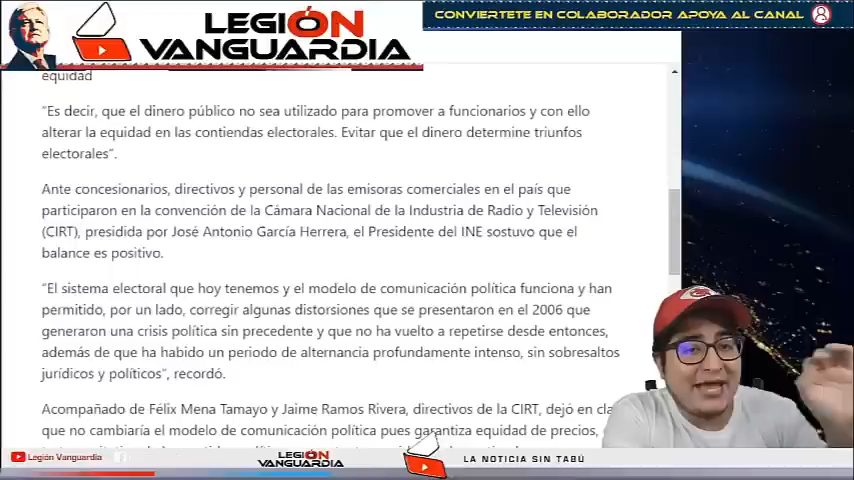 LEGIÓN
VANGUARDIA
CONVIERTETE EN COLABORADOR APOYA AL CANAL
equidad
“Es decir, que el dinero público no sea utilizado para promover a funcionarios y con ello
alterar la equidad en las contiendas electorales. Evitar que el dinero determine triunfos
electorales”.
Ante concesionarios, directivos y personal de las emisoras comerciales en el país que
participaron en la convención de la Cámara Nacional de la Industria de Radio y Televisión
(CIRT), presidida por José Antonio García Herrera, el Presidente del INE sostuvo que el
balance es positivo.
“El sistema electoral que hoy tenemos y el modelo de comunicación política funciona y han
permitido, por un lado, corregir algunas distorsiones que se presentaron en el 2006 que
generaron una crisis política sin precedente y que no ha vuelto a repetirse desde entonces,
además de que ha habido un periodo de alternancia profundamente intenso, sin sobresaltos
jurídicos y políticos”, recordó.
Acompañado de Félix Mena Tamayo y Jaime Ramos Rivera, directivos de la CIRT, dejó en
que no cambiaría el modelo de comunicación política pues garantiza equidad de precios,
Legión Vanguardia
LEGIÓN
VANGUARDIA
LA NOTICIA SIN TABÚ